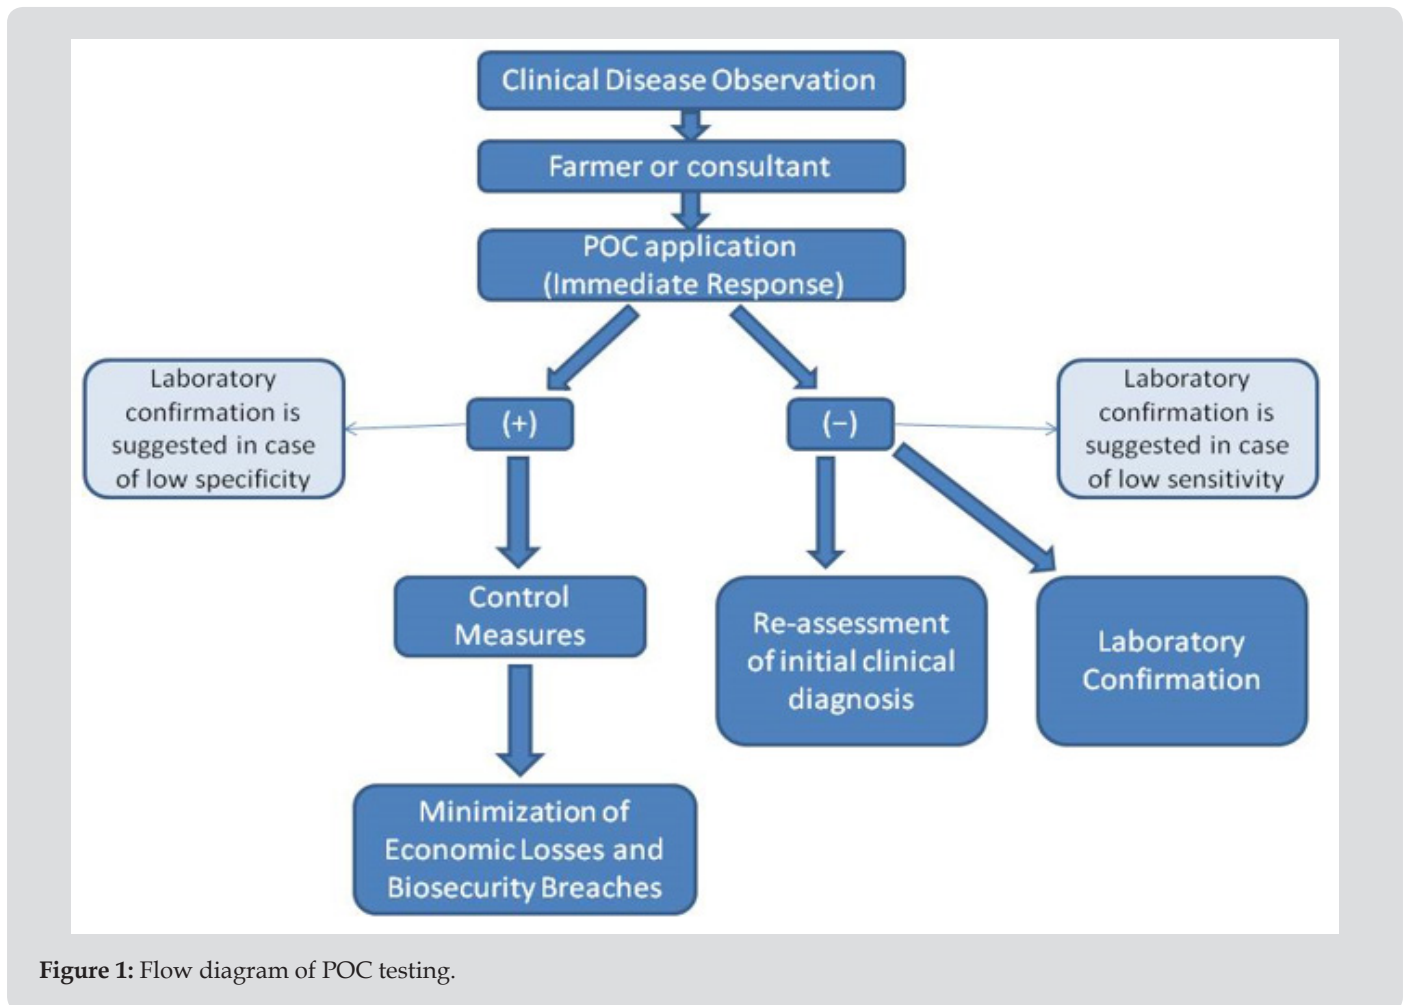 Clinical Disease Observation
Farmer or consultant
POC application
(Immediate Response)
Laboratory
confirmation is
suggested in case
of low specificity
(+)
(−)
Laboratory
confirmation is
suggested in case
of low sensitivity
Control
Measures
Re-assessment
of initial clinical
diagnosis
Laboratory
Confirmation
Minimization of
Economic Losses and
Biosecurity Breaches
Figure 1: Flow diagram of POC testing.